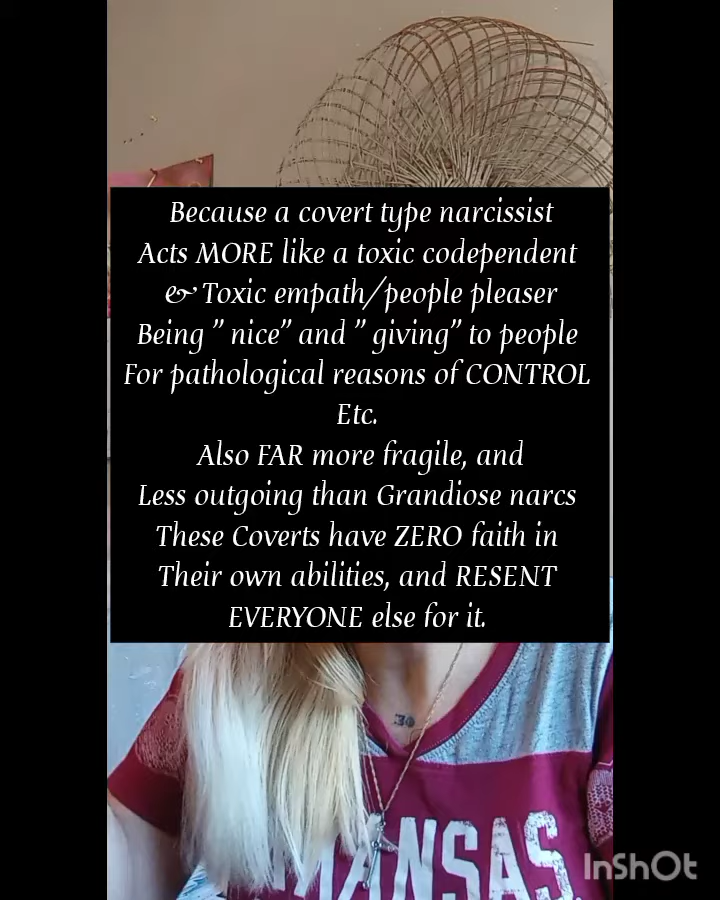 Because a covert type narcissist
Acts MORE like a toxic codependent
& Toxic empath/people pleaser
Being " nice" and " giving" to people
For pathological reasons of CONTROL
Etc.
Also FAR more fragile, and
Less outgoing than Grandiose narcs
These Coverts have ZERO faith in
Their own abilities, and RESENT
EVERYONE else for it.
InShOt